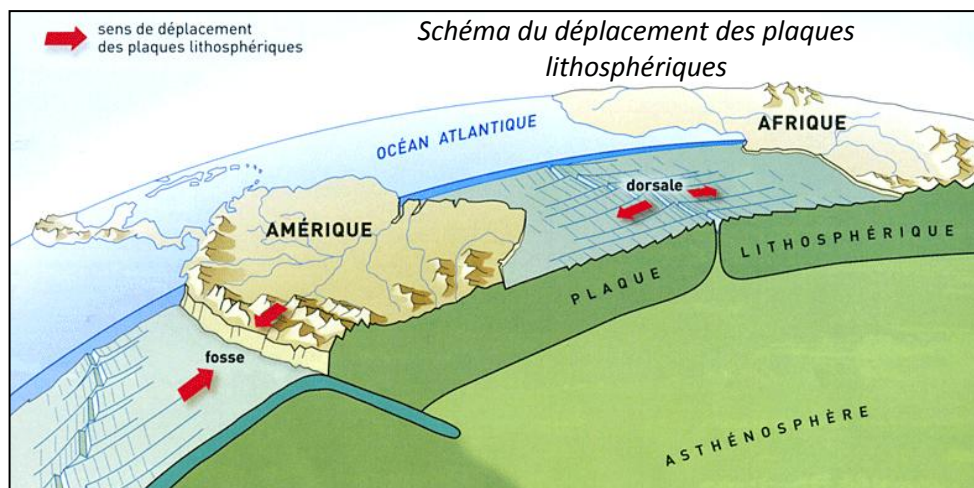 sens de déplacement
des plaques lithosphériques
Schéma du déplacement des plaques
lithosphériques
OCÉAN ATLANTIQUE
AFRIQUE
dorsale
AMÉRIQUE
PLAQUE LITHOSPHÉRIQUE
fosse
ASTHÉNOSPHÈRE